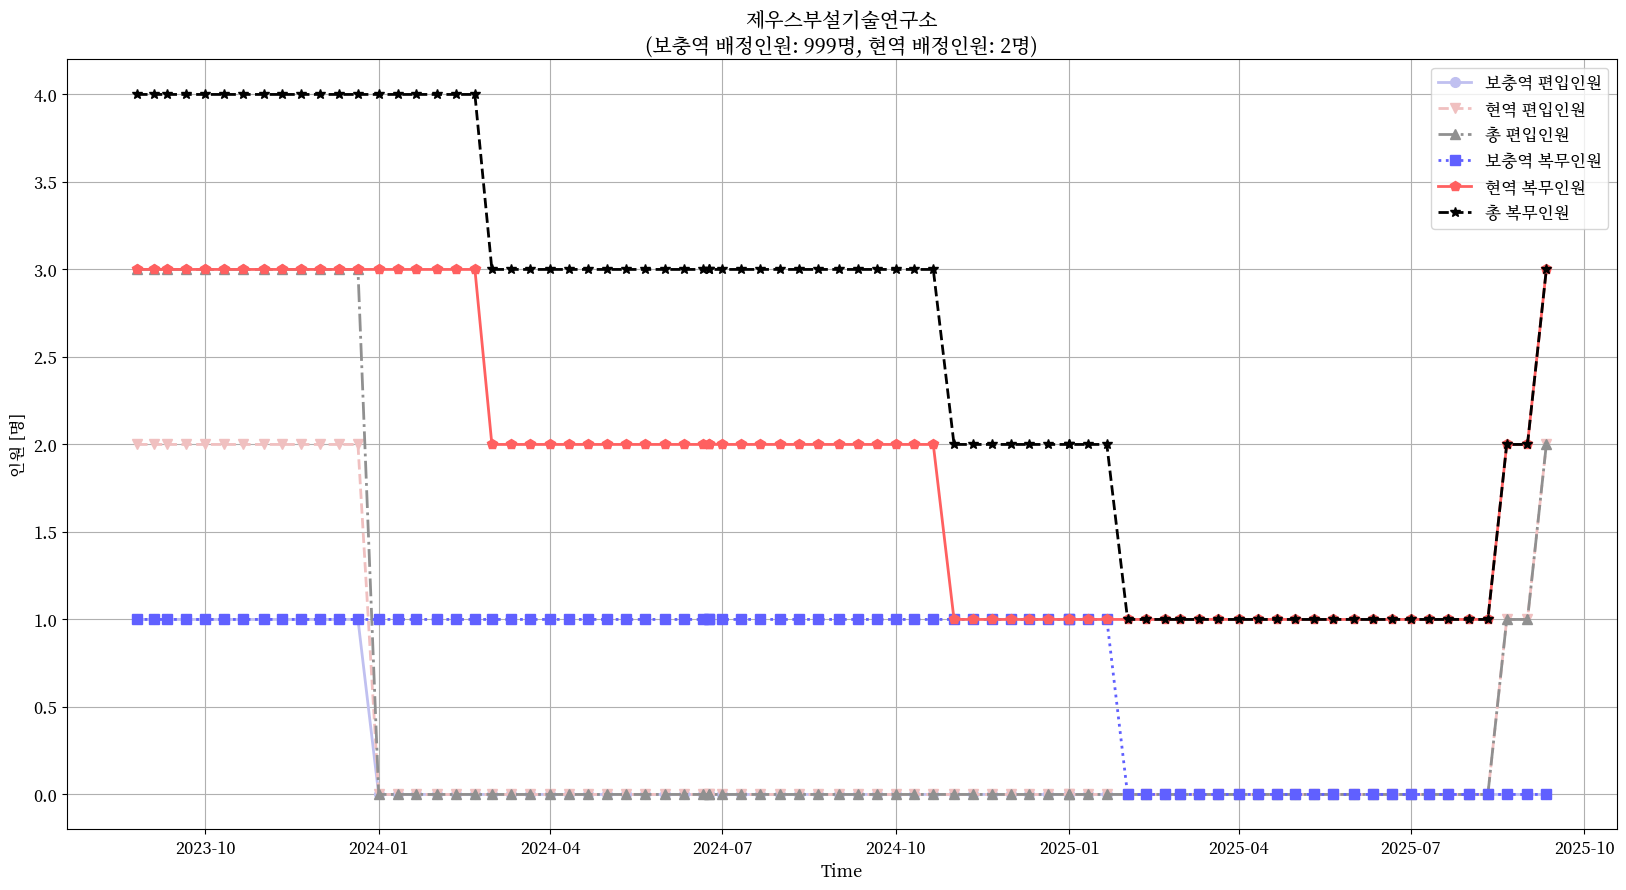 제우스부설기술연구소
(보충역 배정인원: 999명, 현역 배정인원: 2명)
보충역 편입인원
현역 편입인원
총 편입인원
보충역 복무인원
현역 복무인원
총 복무인원
인원 [명]
4.0
3.5
3.0
2.5
2.0
1.5
1.0
0.5
0.0
2023-10
2024-01
2024-04
2024-07
2024-10
2025-01
2025-04
2025-07
2025-10
Time